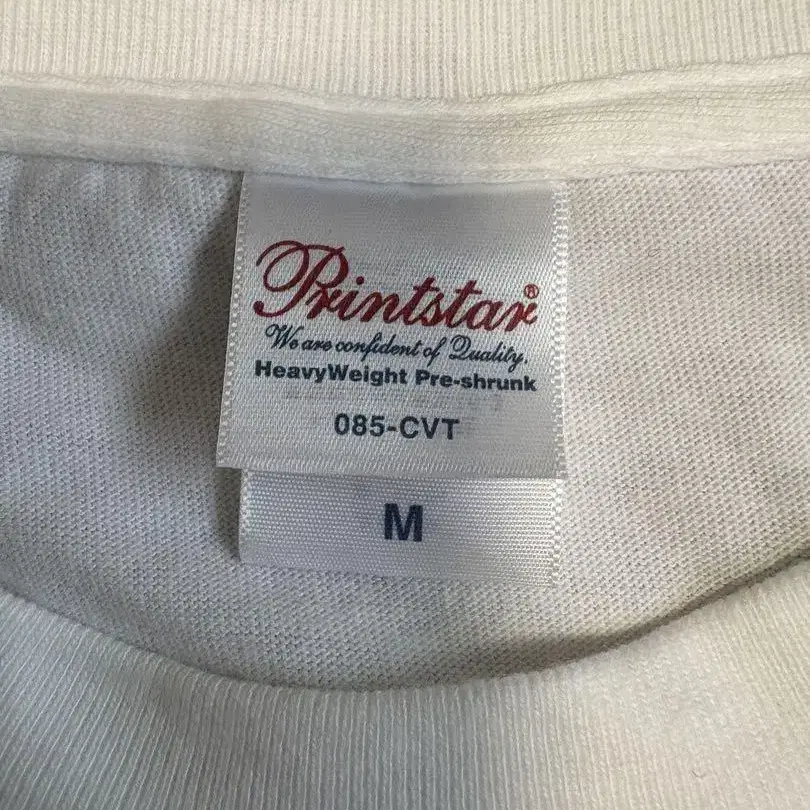 Printstar®
We are confident of Quality.
HeavyWeight Pre-shrunk
085-CVT
M